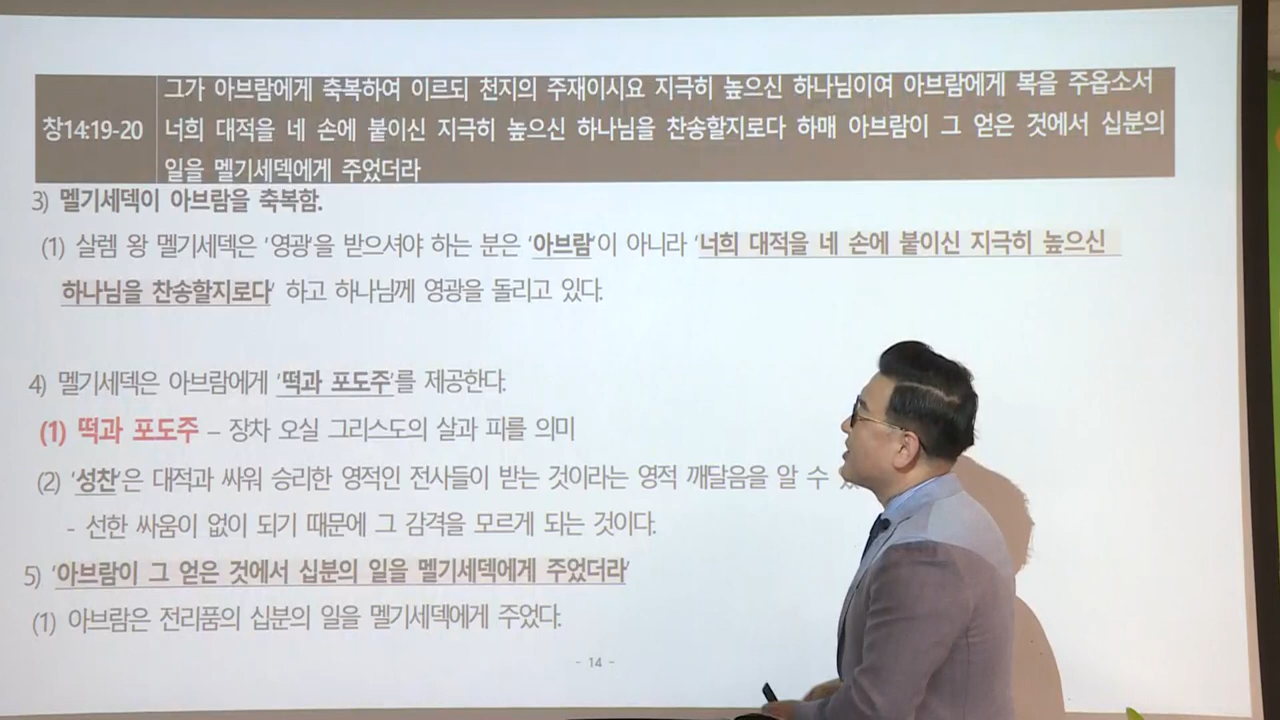 창14:19-20
그가 아브람에게 축복하여 이르되 천지의 주재이시요 지극히 높으신 하나님이여 아브람에게 복을 주옵소서
너희 대적을 네 손에 붙이신 지극히 높으신 하나님을 찬송할지로다 하매 아브람이 그 얻은 것에서 십분의
일을 멜기세덱에게 주었더라
3) 멜기세덱이 아브람을 축복함.
(1) 살렘 왕 멜기세덱은 '영광'을 받으셔야 하는 분은 '아브람'이 아니라 '너희 대적을 네 손에 붙이신 지극히 높으신
하나님을 찬송할지로다' 하고 하나님께 영광을 돌리고 있다.
4) 멜기세덱은 아브람에게 '떡과 포도주'를 제공한다.
(1) 떡과 포도주 – 장차 오실 그리스도의 살과 피를 의미
(2) '성찬'은 대적과 싸워 승리한 영적인 전사들이 받는 것이라는 영적 깨달음을 알 수
- 선한 싸움이 없이 되기 때문에 그 감격을 모르게 되는 것이다.
5) '아브람이 그 얻은 것에서 십분의 일을 멜기세덱에게 주었더라'
(1) 아브람은 전리품의 십분의 일을 멜기세덱에게 주었다.
- 14 -